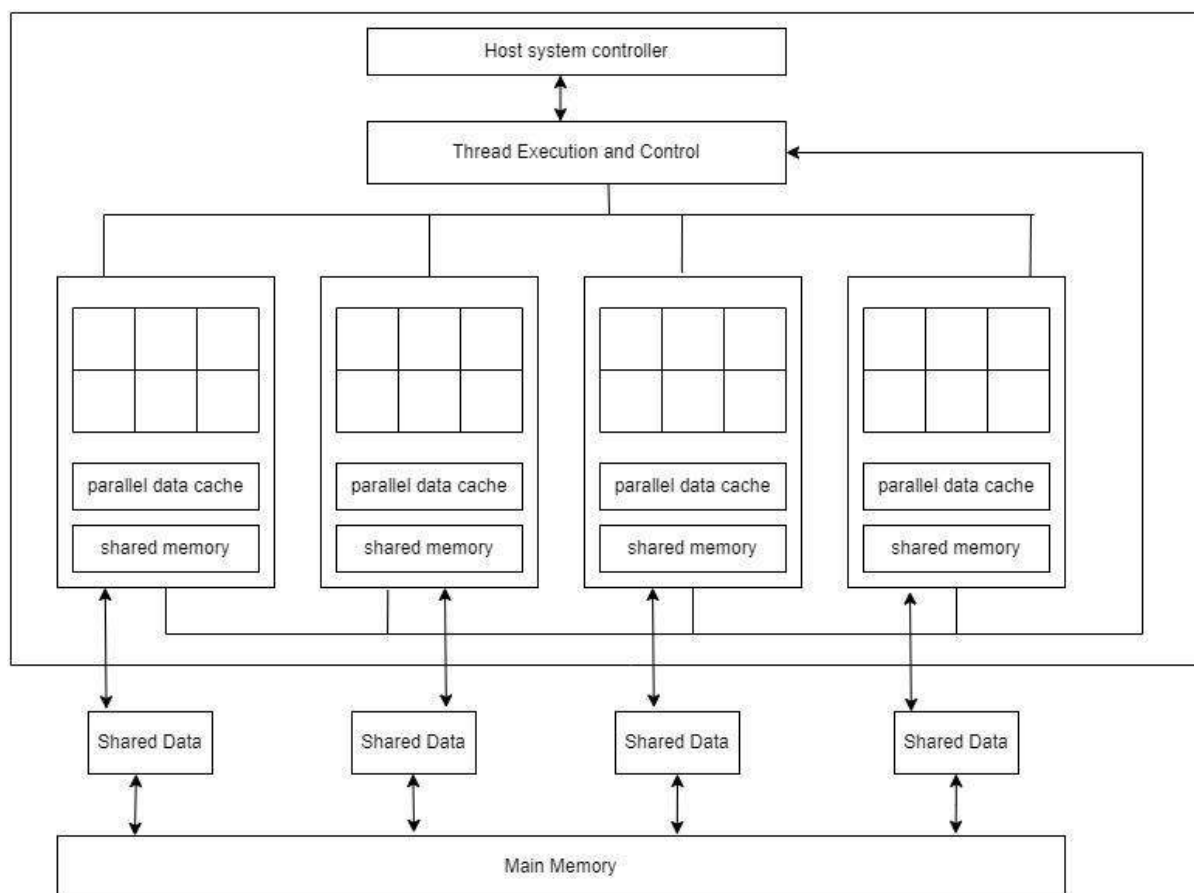 Host system controller
Thread Execution and Control
parallel data cache
parallel data cache
parallel data cache
parallel data cache
shared memory
shared memory
shared memory
shared memory
Shared Data
Shared Data
Shared Data
Shared Data
Main Memory